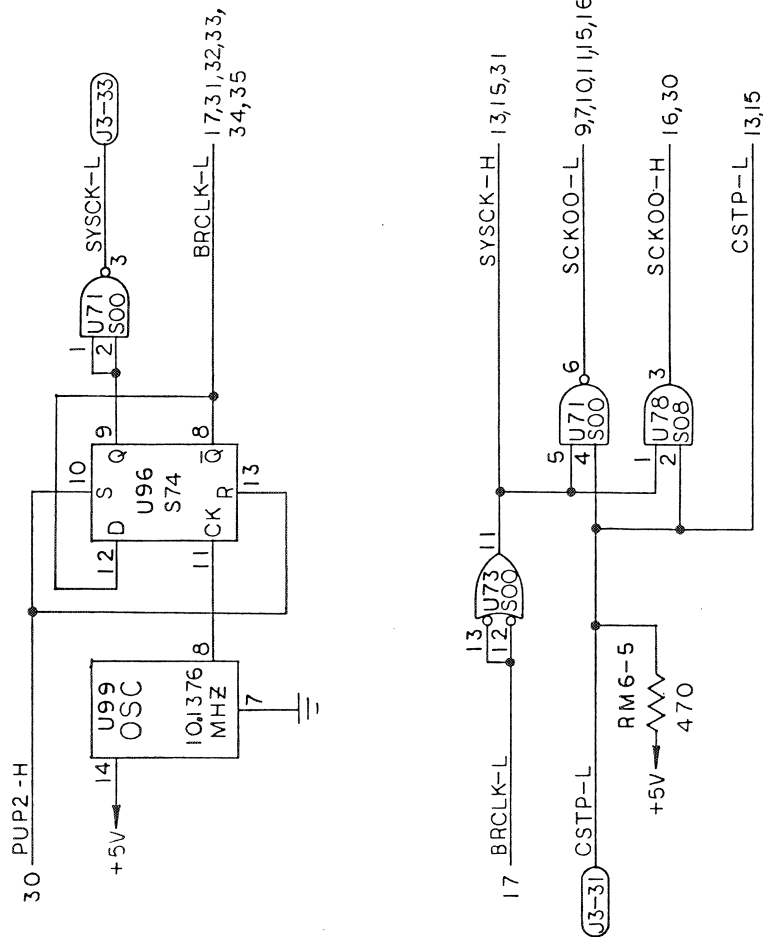 30 PUP2-H
+5V
14
U99
OSC
10.1376
MHZ
8
7
12
11
D
CK
10
S
U96
S74
R
13
Q
Q
9
8
1
2
U71
S00
3
SYSCK-L
J3-33
BRCLK-L
17,31,32,33,
34,35
17
BRCLK-L
13
12
U73
S00
11
SYSCK-H
13,15,31
J3-31
CSTP-L
+5V
RM6-5
470
5
4
U71
S00
6
SCK00-L
9,7,10,11,15,16
1
2
U78
S08
3
SCK00-H
16,30
CSTP-L
13,15